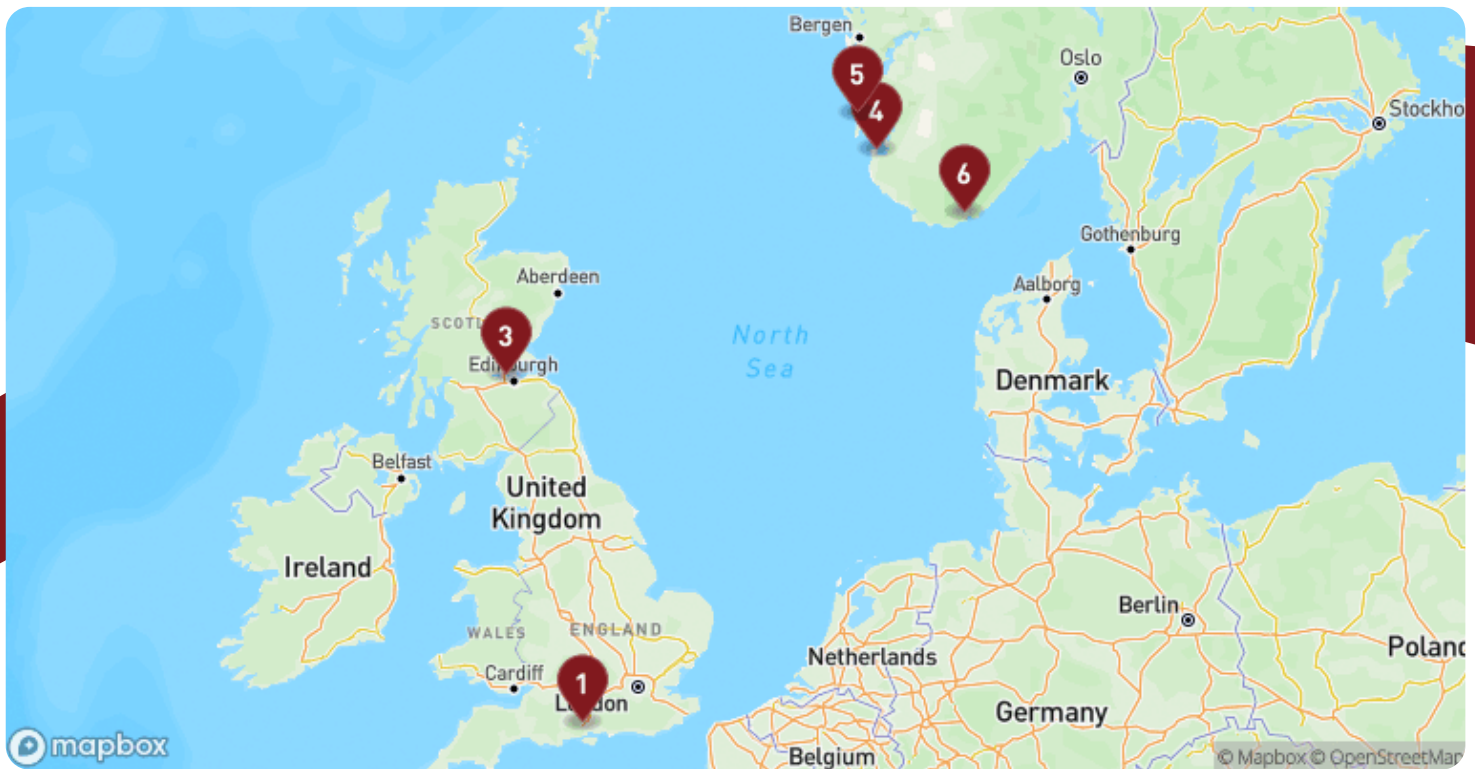 Bergen
Oslo
5
4
Stockho
6
Gothenburg
Aberdeen
Aalborg
SCOTL
3
North
Sea
Edinburgh
Denmark
Belfast
United
Kingdom
Ireland
Berlin
WALES
ENGLAND
Netherlands
Poland
Cardiff
1
London
Germany
mapbox
Belgium
© Mapbox © OpenStreetMap